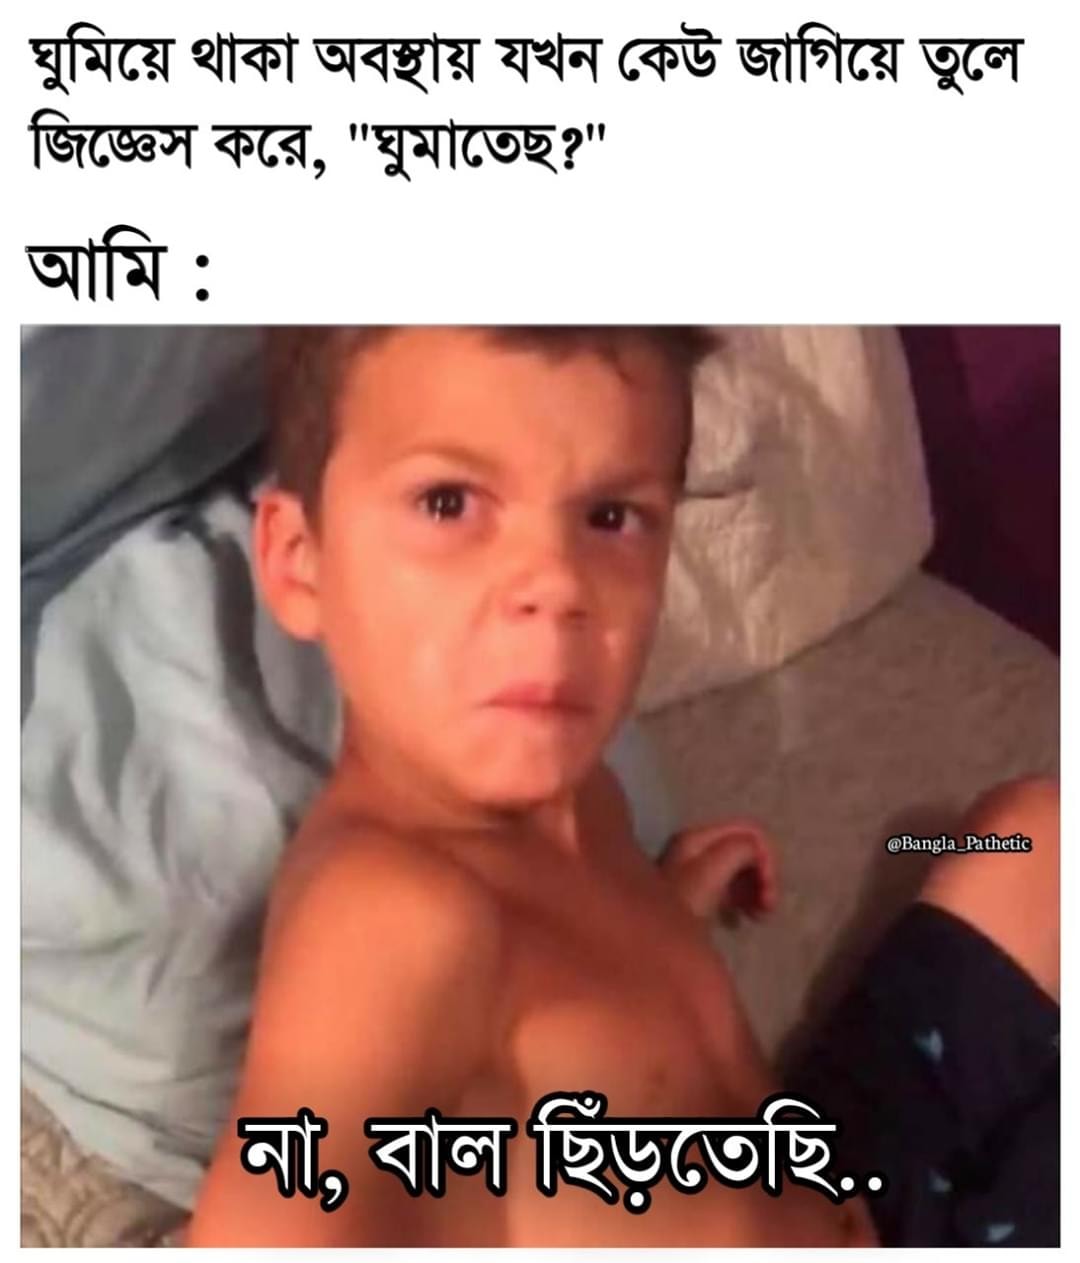 ঘুমিয়ে থাকা অবস্থায় যখন কেউ জাগিয়ে তুলে
জিজ্ঞেস করে, "ঘুমাতেছ?"
আমি :
@Bangla_Pathetic
না, বাল ছিঁড়তেছি..